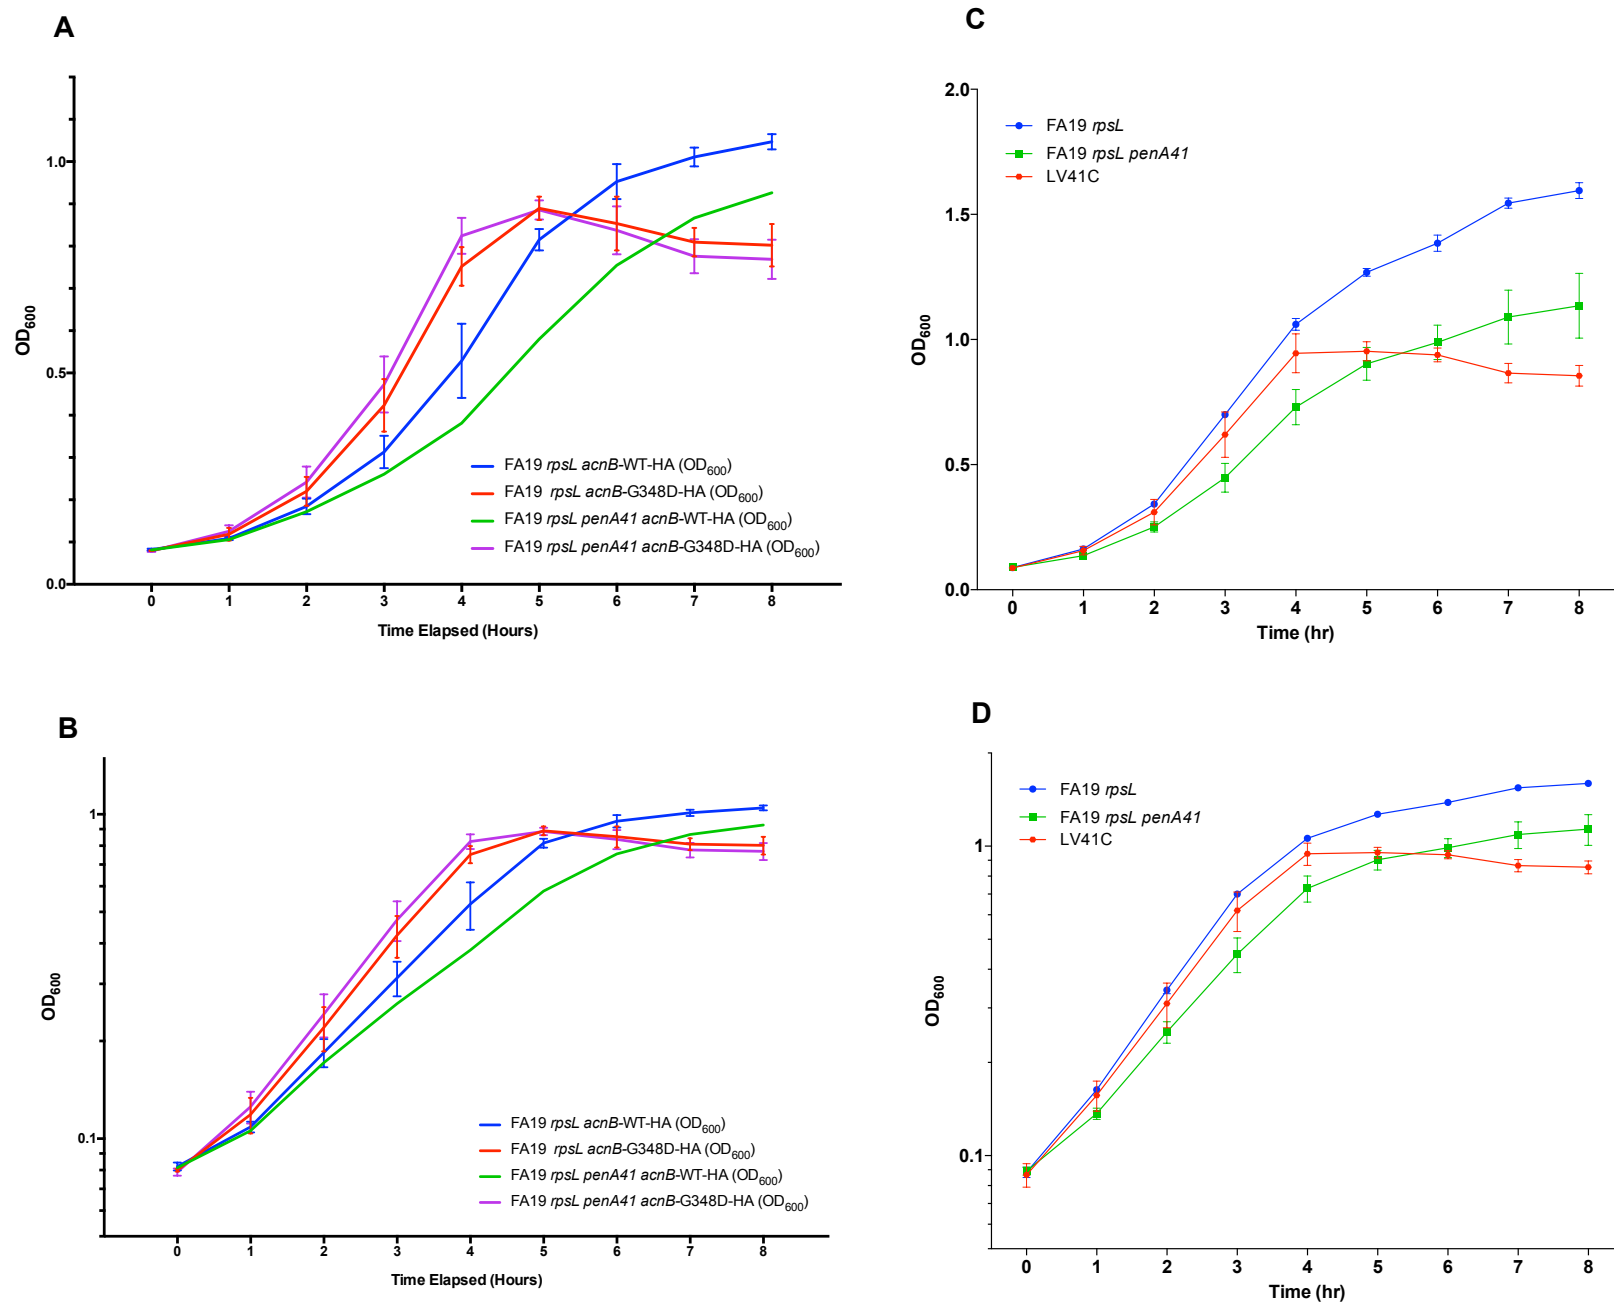 A
OD600
1.0
0.5
0.0
FA19 rpsL acnB-WT-HA (OD600)
FA19 rpsL acnB-G348D-HA (OD600)
FA19 rpsL penA41 acnB-WT-HA (OD600)
FA19 rpsL penA41 acnB-G348D-HA (OD600)
0 1 2 3 4 5 6 7 8
Time Elapsed (Hours)
C
OD600
2.0
1.5
1.0
0.5
0.0
FA19 rpsL
FA19 rpsL penA41
LV41C
0 1 2 3 4 5 6 7 8
Time (hr)
B
OD600
1
0.1
FA19 rpsL acnB-WT-HA (OD600)
FA19 rpsL acnB-G348D-HA (OD600)
FA19 rpsL penA41 acnB-WT-HA (OD600)
FA19 rpsL penA41 acnB-G348D-HA (OD600)
0 1 2 3 4 5 6 7 8
Time Elapsed (Hours)
D
OD600
1
0.1
FA19 rpsL
FA19 rpsL penA41
LV41C
0 1 2 3 4 5 6 7 8
Time (hr)